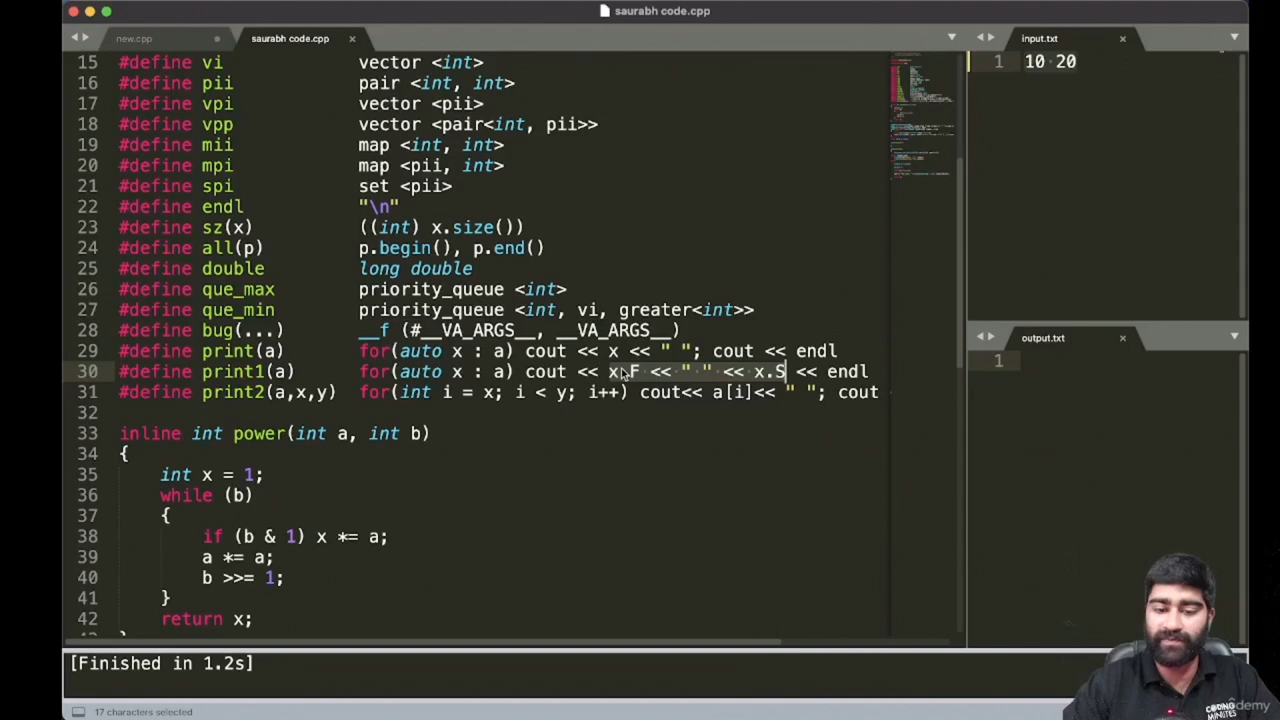 saurabh code.cpp
new.cpp
saurabh code.cpp
15 #define vi vector <int>
16 #define pii pair <int, int>
17 #define vpi vector <pii>
18 #define vpp vector <pair<int, pii>>
19 #define mii map <int, int>
20 #define mpi map <pii, int>
21 #define spi set <pii>
22 #define endl "\n"
23 #define sz(x) ((int) x.size())
24 #define all(p) p.begin(), p.end()
25 #define double long double
26 #define que_max priority_queue <int>
27 #define que_min priority_queue <int, vi, greater<int>>
28 #define bug(...) __f (#__VA_ARGS__, __VA_ARGS__)
29 #define print(a) for(auto x : a) cout << x << " "; cout << endl
30 #define print1(a) for(auto x : a) cout << x.F << " " << x.S << endl
31 #define print2(a,x,y) for(int i = x; i < y; i++) cout<< a[i]<< " "; cout
32
33 inline int power(int a, int b)
34 {
35 int x = 1;
36 while (b)
37 {
38 if (b & 1) x *= a;
39 a *= a;
40 b >>= 1;
41 }
42 return x;
[Finished in 1.2s]
17 characters selected
input.txt
1 10 20
output.txt
1
CODING
MINUTES